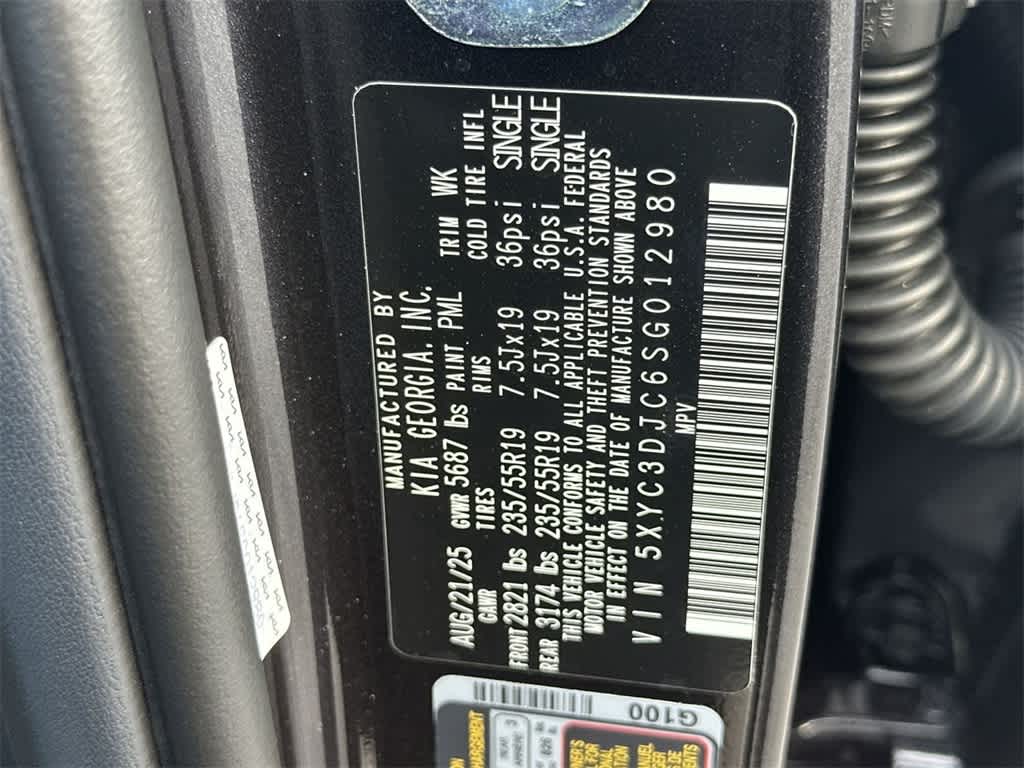 MANUFACTURED BY
KIA GEORGIA. INC.
AUG/21/25 GVWR 5687 lbs PAINT PML TRIM WK
GAWR TIRES RIMS COLD TIRE INFL
FRONT 2821 lbs 235/55R19 7.5Jx19 36psi SINGLE
REAR 3174 lbs 235/55R19 7.5Jx19 36psi SINGLE
THIS VEHICLE CONFORMS TO ALL APPLICABLE U.S.A. FEDERAL
MOTOR VEHICLE SAFETY AND THEFT PREVENTION STANDARDS
IN EFFECT ON THE DATE OF MANUFACTURE SHOWN ABOVE
VIN 5XYC3DJC6SG012980
MPV
G100